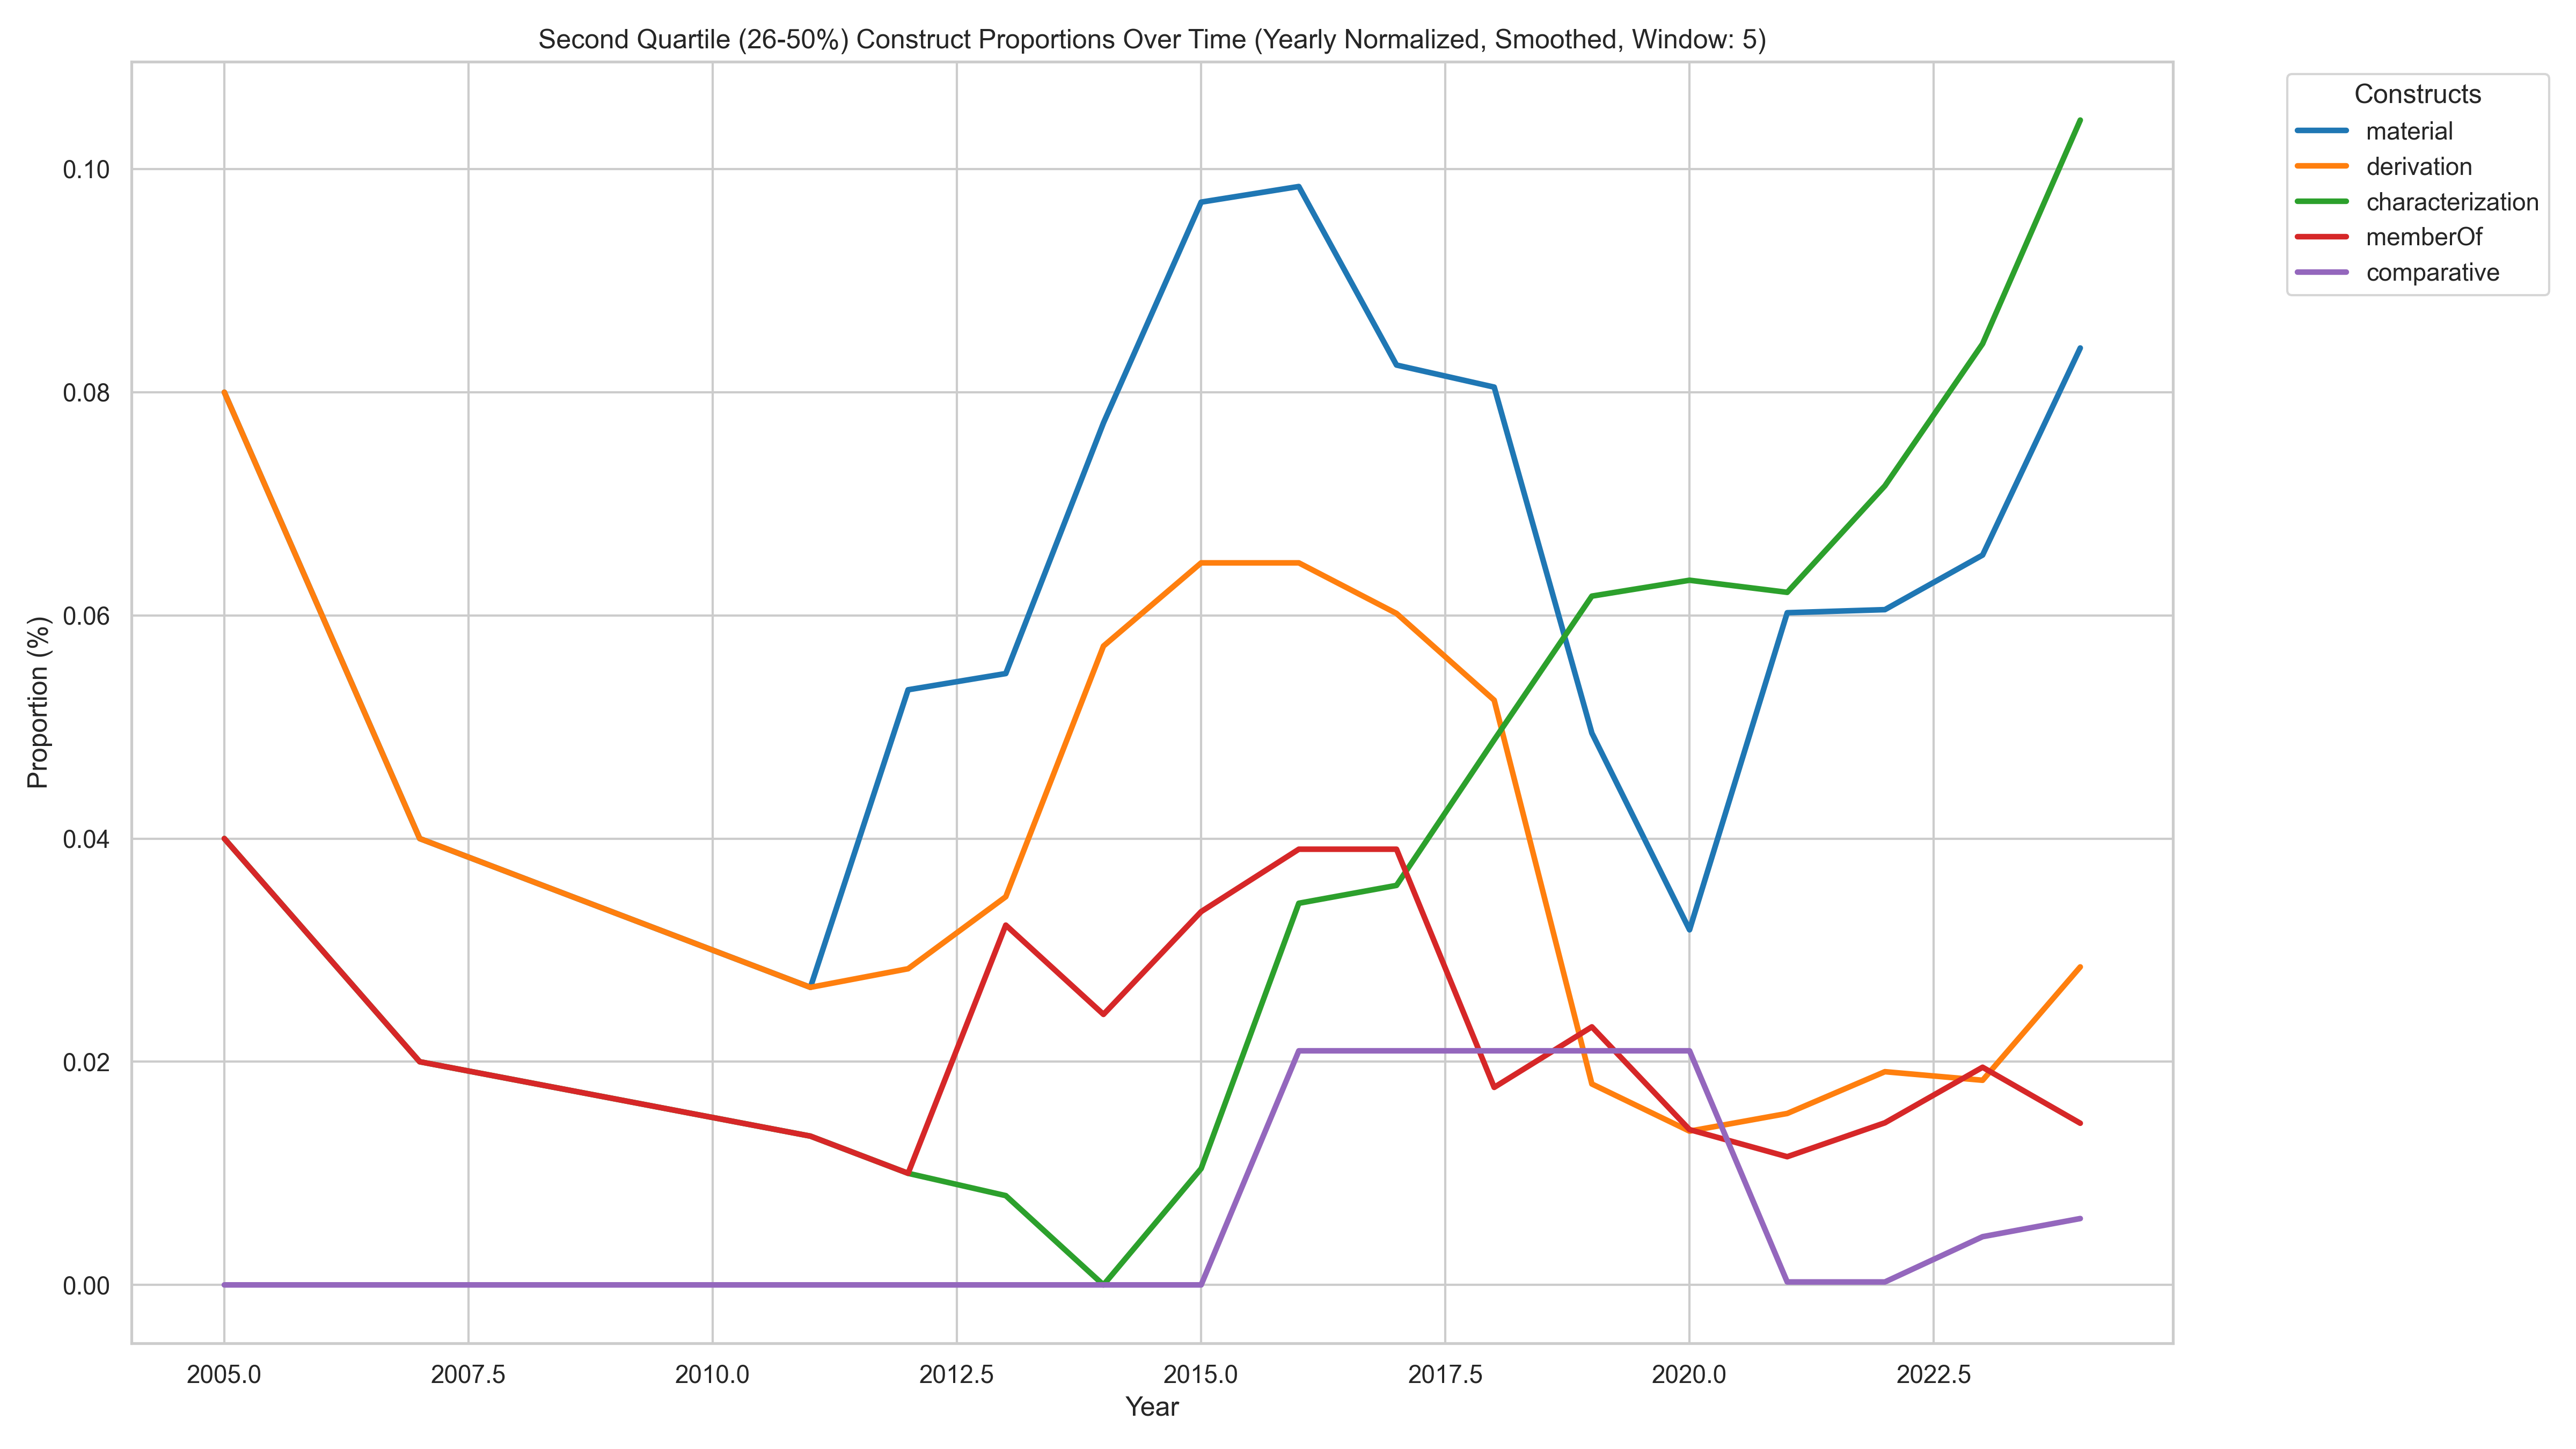 Second Quartile (26-50%) Construct Proportions Over Time (Yearly Normalized, Smoothed, Window: 5)
Constructs
material
derivation
characterization
memberOf
comparative
Proportion (%)
0.10
0.08
0.06
0.04
0.02
0.00
2005.0 2007.5 2010.0 2012.5 2015.0 2017.5 2020.0 2022.5
Year